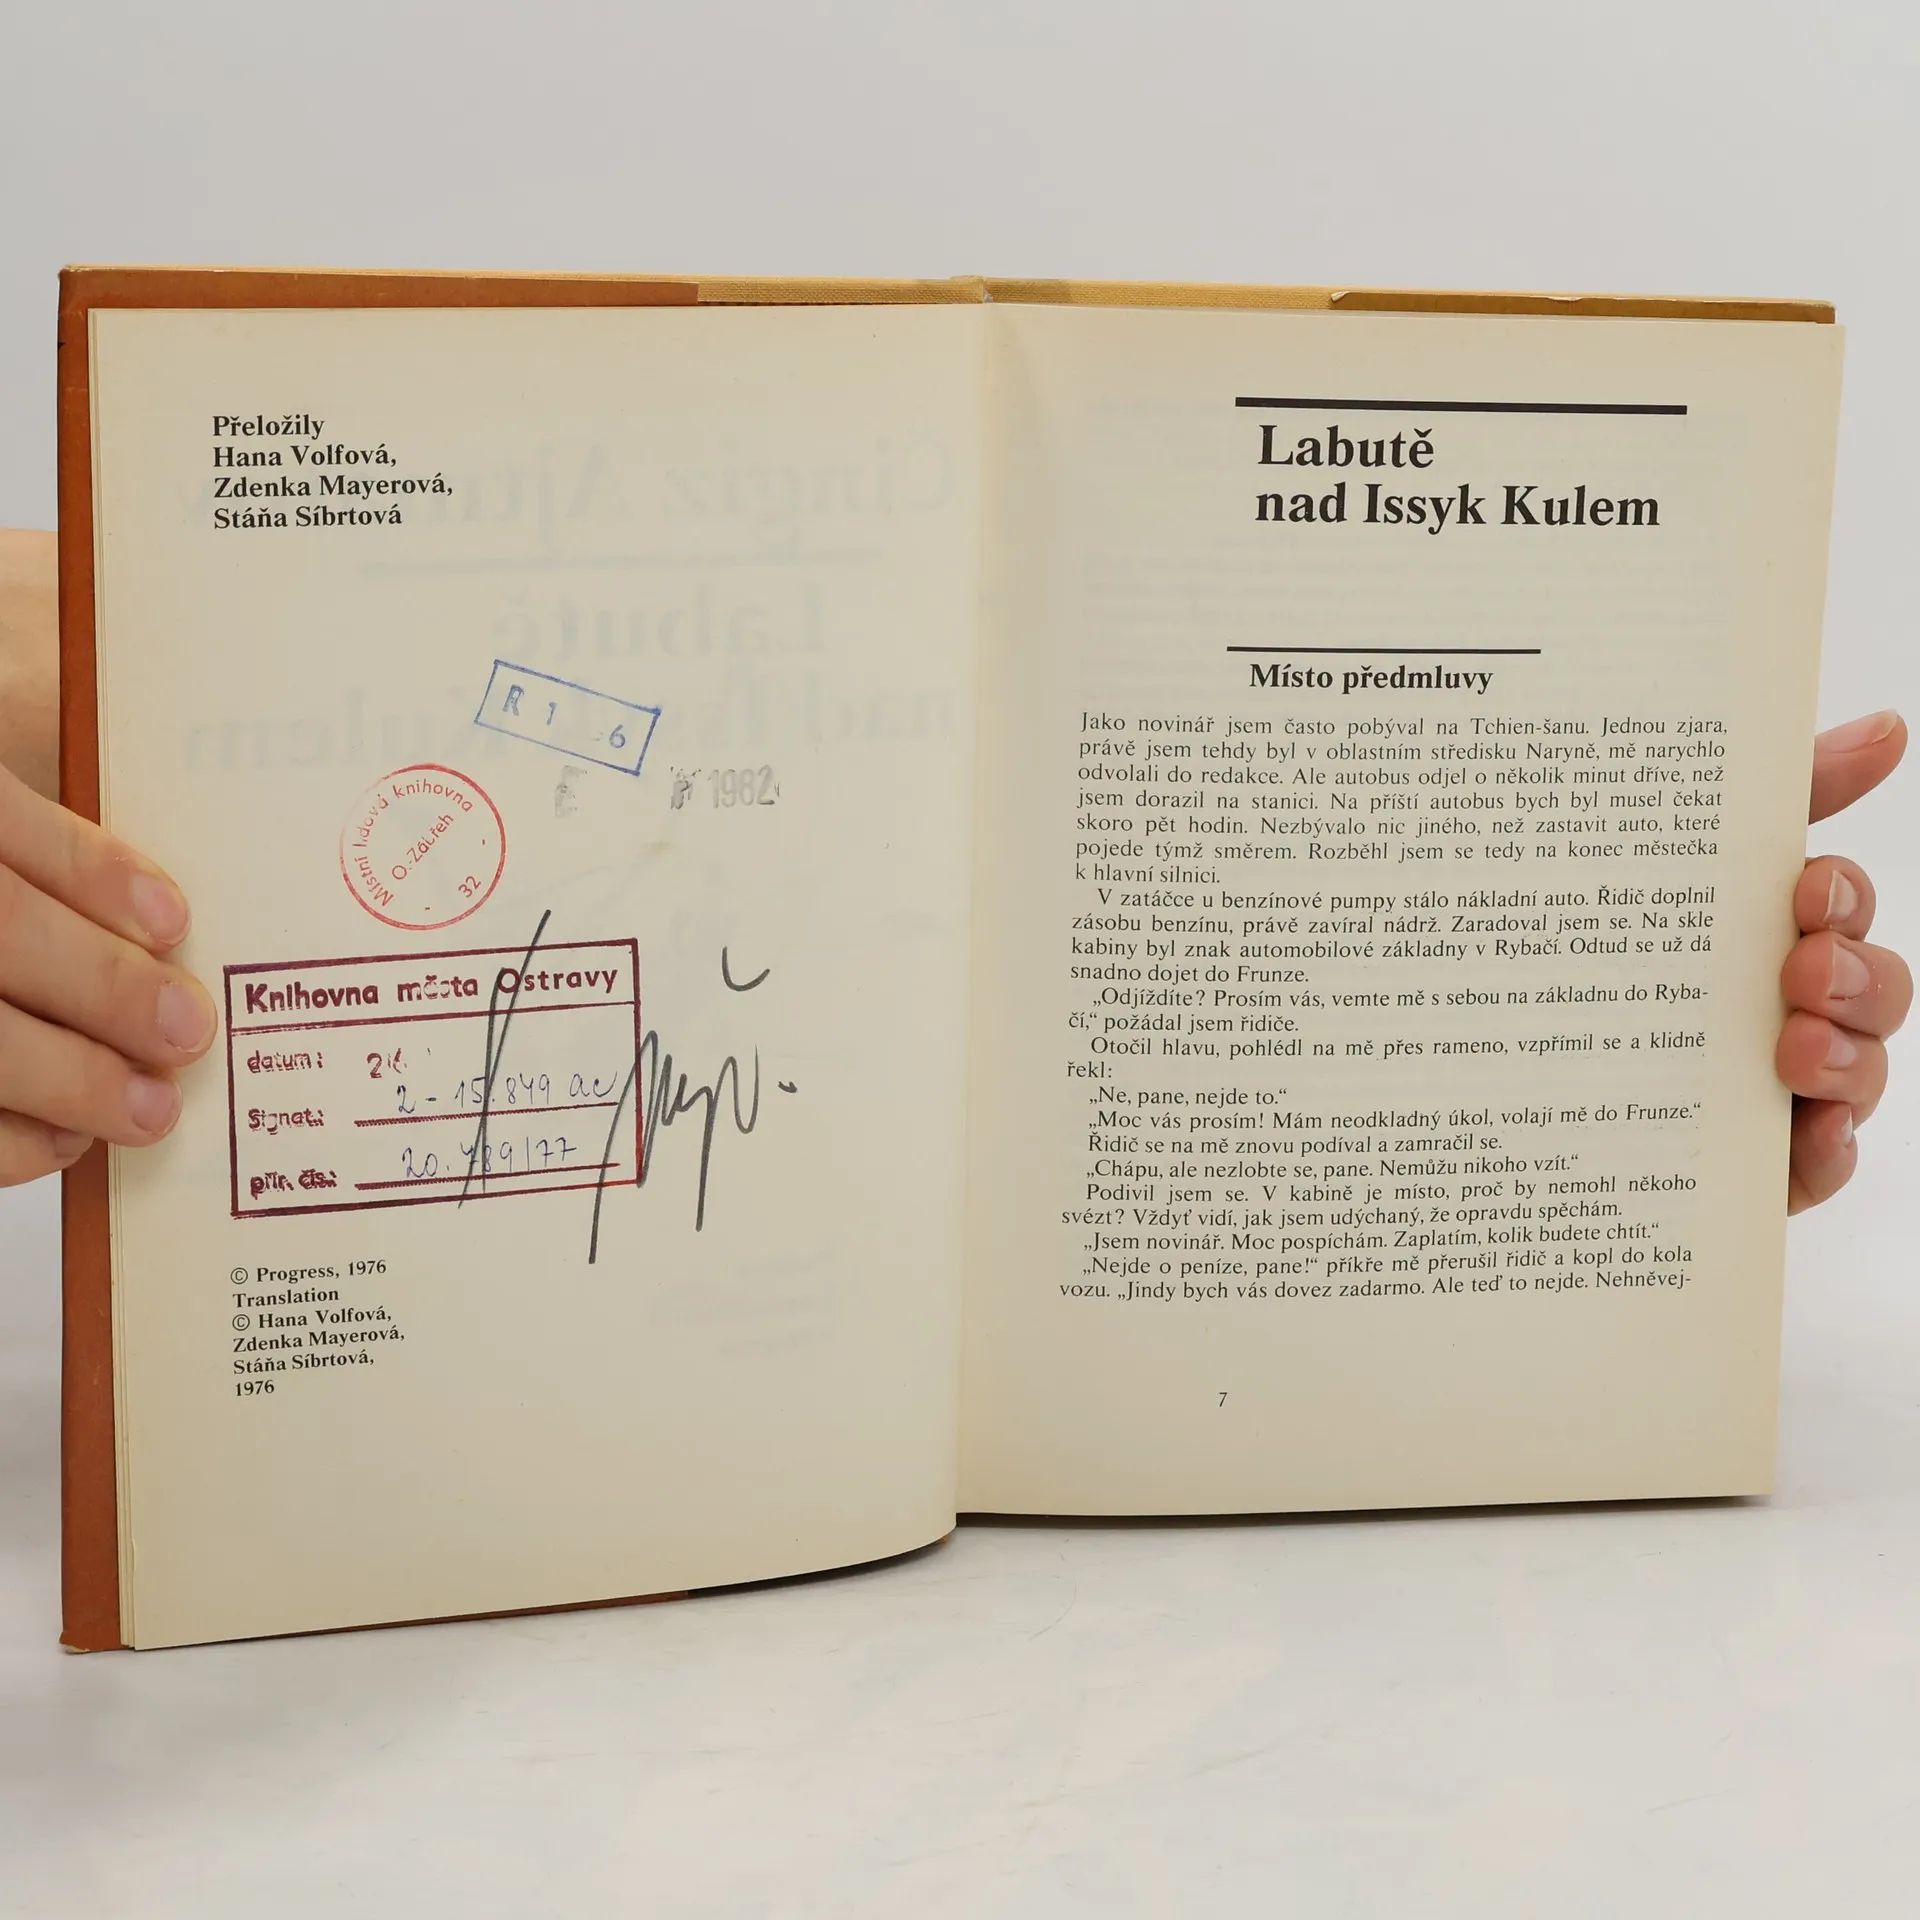 Přeložily
Hana Volfová,
Zdenka Mayerová,
Stáňa Síbrtová
R 1 6
1982
Místní lidová knihovna
O.-Zábřeh
32
Knihovna města Ostravy
datum:
Signat.: 2 - 15.849 ac
přír. čís.: 20.789/77
© Progress, 1976
Translation
© Hana Volfová,
Zdenka Mayerová,
Stáňa Síbrtová,
1976
Labutě
nad Issyk Kulem
Místo předmluvy
Jako novinář jsem často pobýval na Tchien-šanu. Jednou zjara,
právě jsem tehdy byl v oblastním středisku Naryně, mě narychlo
odvolali do redakce. Ale autobus odjel o několik minut dříve, než
jsem dorazil na stanici. Na příští autobus bych byl musel čekat
skoro pět hodin. Nezbývalo nic jiného, než zastavit auto, které
pojede týmž směrem. Rozběhl jsem se tedy na konec městečka
k hlavní silnici.
V zatáčce u benzínové pumpy stálo nákladní auto. Řidič doplnil
zásobu benzínu, právě zavíral nádrž. Zaradoval jsem se. Na skle
kabiny byl znak automobilové základny v Rybačí. Odtud se už dá
snadno dojet do Frunze.
„Odjíždíte? Prosím vás, vemte mě s sebou na základnu do Ryba-
čí,“ požádal jsem řidiče.
Otočil hlavu, pohlédl na mě přes rameno, vzpřímil se a klidně
řekl:
„Ne, pane, nejde to.“
„Moc vás prosím! Mám neodkladný úkol, volají mě do Frunze.“
Řidič se na mě znovu podíval a zamračil se.
„Chápu, ale nezlobte se, pane. Nemůžu nikoho vzít.“
Podivil jsem se. V kabině je místo, proč by nemohl někoho
svézt? Vždyť vidí, jak jsem udýchaný, že opravdu spěchám.
„Jsem novinář. Moc pospíchám. Zaplatím, kolik budete chtít.“
„Nejde o peníze, pane!“ příkře mě přerušil řidič a kopl do kola
vozu. „Jindy bych vás dovez zadarmo. Ale teď to nejde. Nehněvej-
7